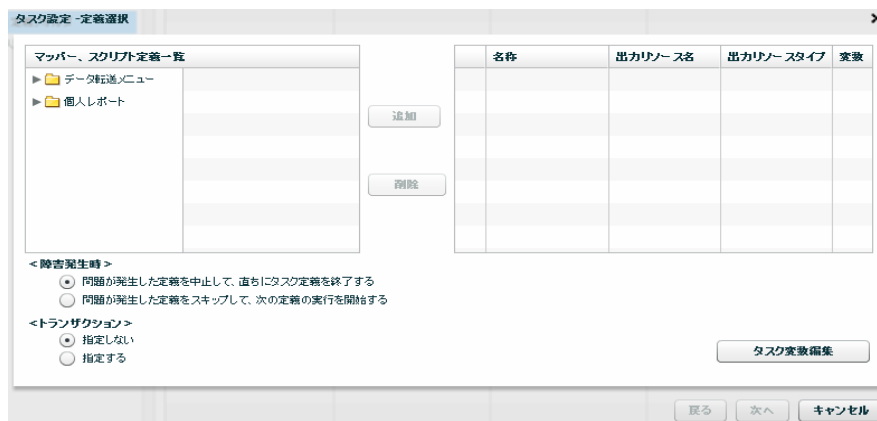 タスク設定 -定義選択
マッパー、スクリプト定義一覧
データ転送メニュー
個人レポート
追加
削除
名称 出力リソース名 出力リソースタイプ 変数
<障害発生時>
問題が発生した定義を中止して、直ちにタスク定義を終了する
問題が発生した定義をスキップして、次の定義の実行を開始する
<トランザクション>
指定しない
指定する
タスク変数編集
戻る 次へ キャンセル